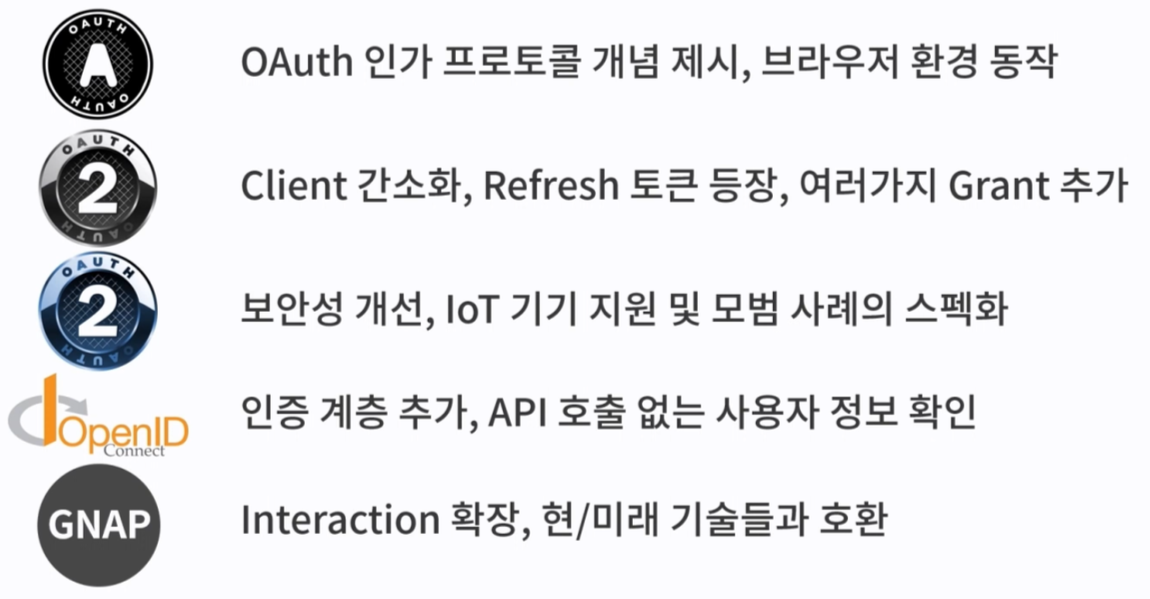 OAUTH
A
OAUTH
OAuth 인가 프로토콜 개념 제시, 브라우저 환경 동작
OAUTH
2
OAUTH
Client 간소화, Refresh 토큰 등장, 여러가지 Grant 추가
OAUTH
2
OAUTH
보안성 개선, IoT 기기 지원 및 모범 사례의 스펙화
OpenID
Connect
인증 계층 추가, API 호출 없는 사용자 정보 확인
GNAP
Interaction 확장, 현/미래 기술들과 호환